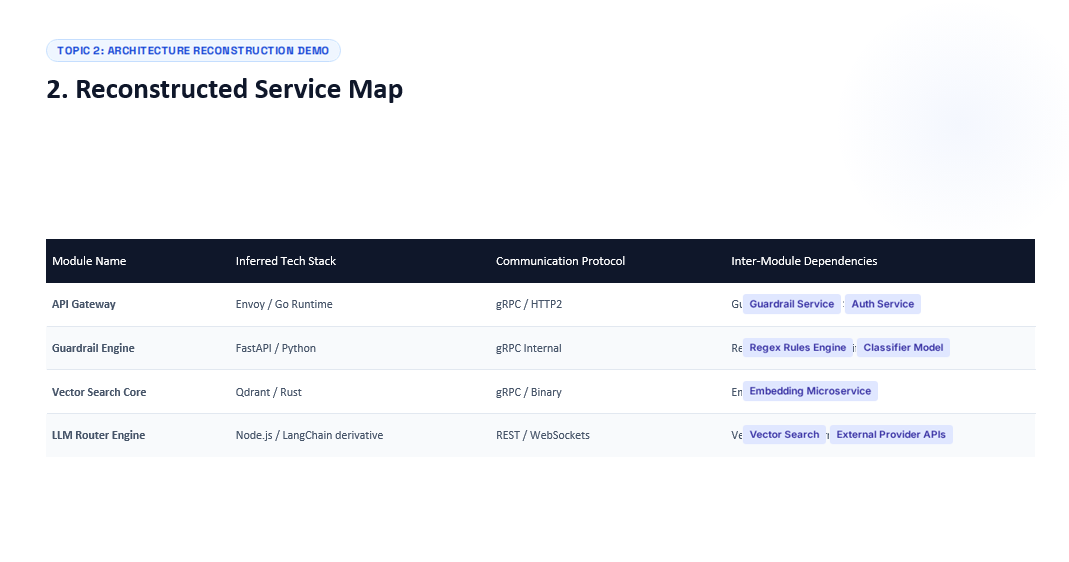 TOPIC 2: ARCHITECTURE RECONSTRUCTION DEMO
2. Reconstructed Service Map
Module Name Inferred Tech Stack Communication Protocol Inter-Module Dependencies
API Gateway Envoy / Go Runtime gRPC / HTTP2 Guardrail Service Auth Service
Guardrail Engine FastAPI / Python gRPC Internal Regex Rules Engine Classifier Model
Vector Search Core Qdrant / Rust gRPC / Binary Embedding Microservice
LLM Router Engine Node.js / LangChain derivative REST / WebSockets Vector Search External Provider APIs